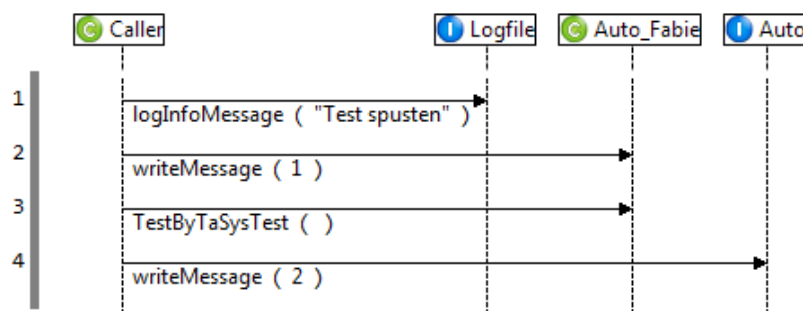 C Caller
I Logfile
C Auto_Fabie
I Auto
1
logInfoMessage ( "Test spusten" )
2
writeMessage ( 1 )
3
TestByTaSysTest ( )
4
writeMessage ( 2 )